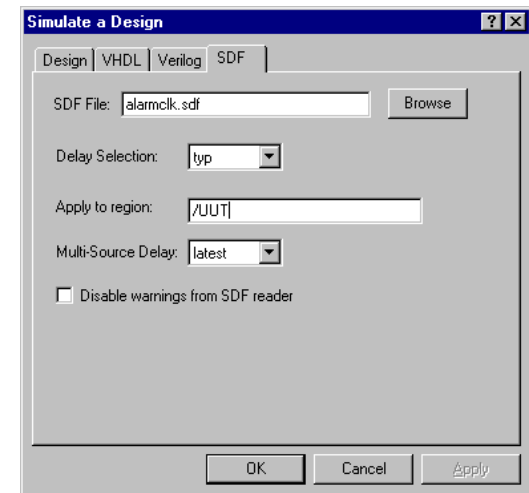 Simulate a Design
Design VHDL Verilog SDF
SDF File: alarmclk.sdf Browse
Delay Selection: typ
Apply to region: /UUT
Multi-Source Delay: latest
Disable warnings from SDF reader
OK Cancel Apply